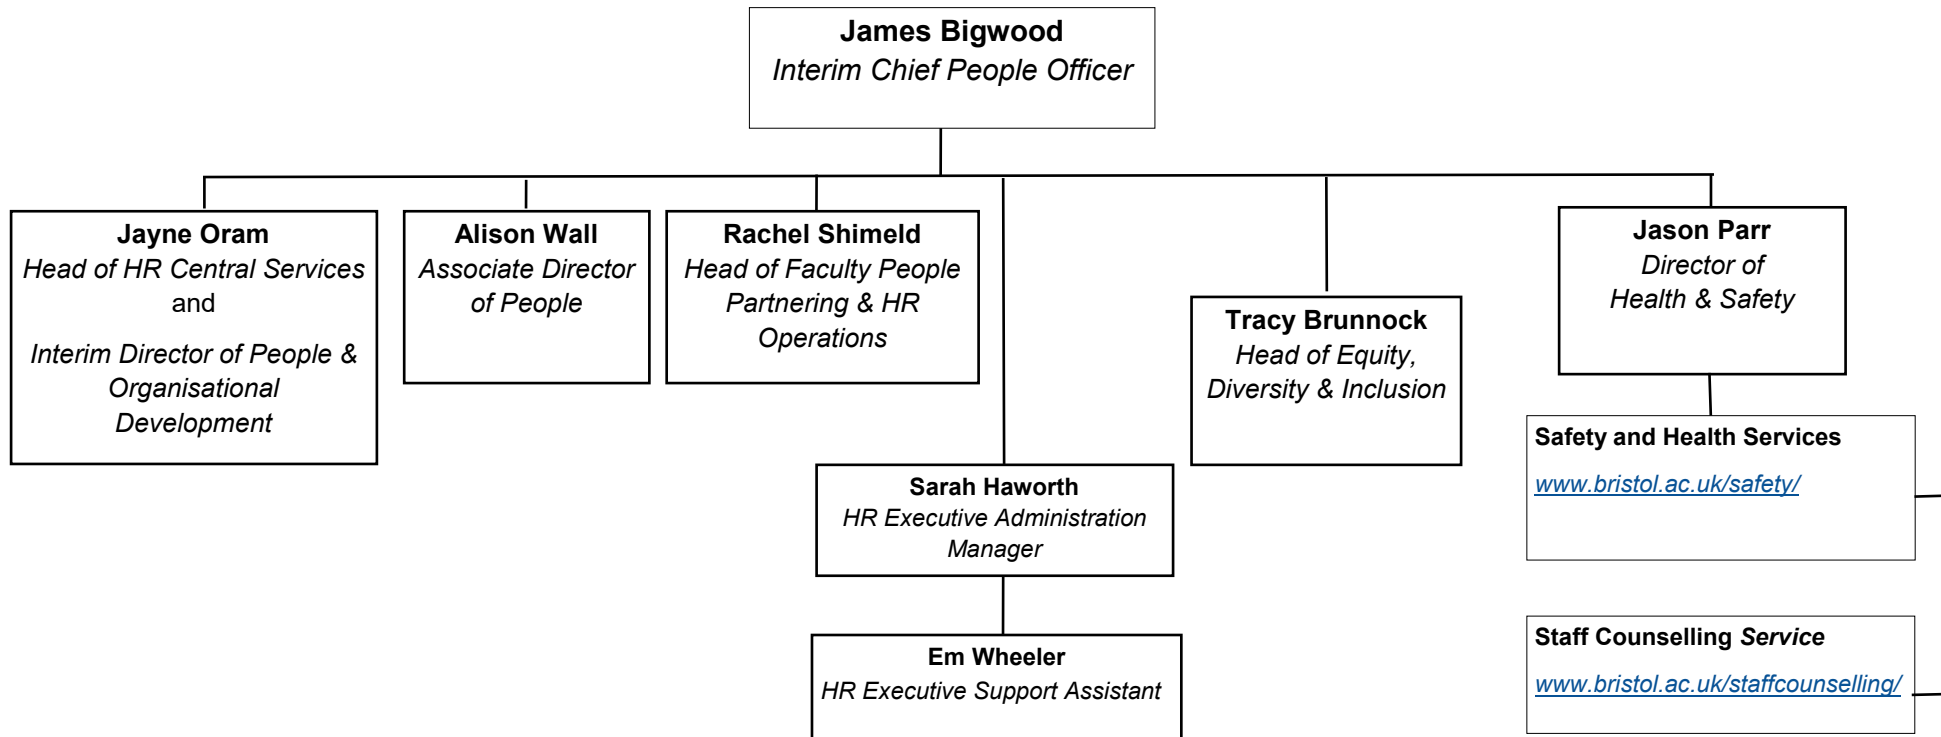 James Bigwood
Interim Chief People Officer
Jayne Oram
Head of HR Central Services
and
Interim Director of People &
Organisational
Development
Alison Wall
Associate Director
of People
Rachel Shimeld
Head of Faculty People
Partnering & HR
Operations
Tracy Brunnock
Head of Equity,
Diversity & Inclusion
Jason Parr
Director of
Health & Safety
Safety and Health Services
www.bristol.ac.uk/safety/
Sarah Haworth
HR Executive Administration
Manager
Em Wheeler
HR Executive Support Assistant
Staff Counselling Service
www.bristol.ac.uk/staffcounselling/